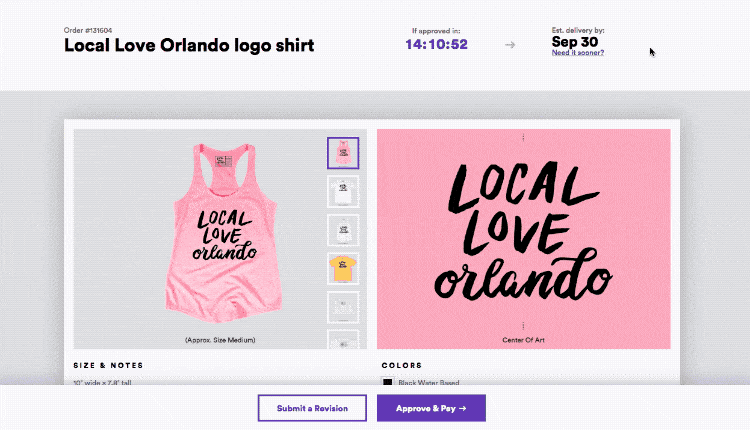 Order #131604
Local Love Orlando logo shirt
If approved in:
14:10:52
Est. delivery by:
Sep 30
Need it sooner?
LOCAL
LOVE
orlando
(Approx. Size Medium)
LOCAL
LOVE
orlando
Center Of Art
SIZE & NOTES
10" wide x 7.8" tall
COLORS
Black Water Based
Submit a Revision
Approve & Pay →